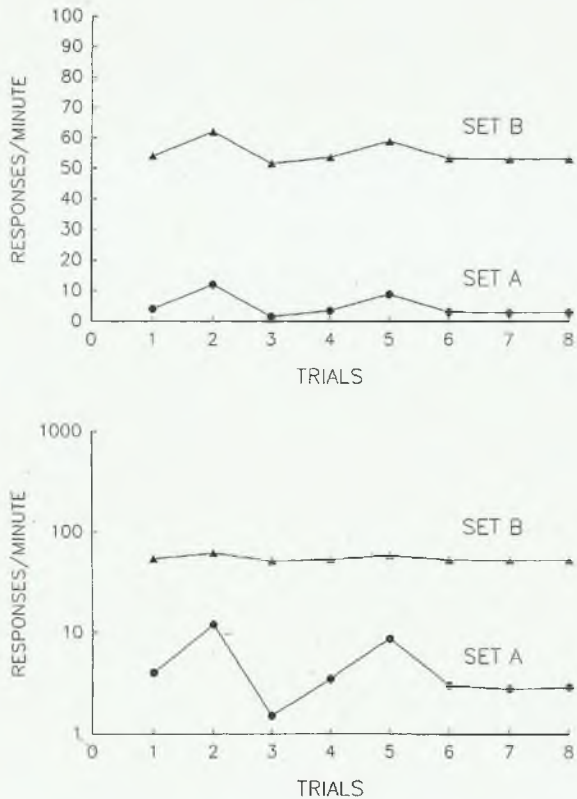 100
90
80
70
60
50
40
30
20
10
0
RESPONSES/MINUTE
SET B
SET A
0 1 2 3 4 5 6 7 8
TRIALS
1000
100
10
1
RESPONSES/MINUTE
SET B
SET A
0 1 2 3 4 5 6 7 8
TRIALS